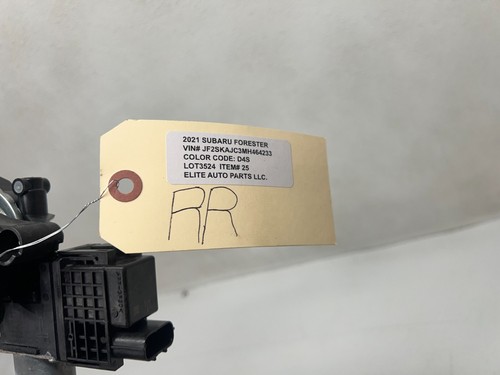 2021 SUBARU FORESTER
VIN# JF2SKAJC3MH464233
COLOR CODE: D4S
LOT3524 ITEM# 25
ELITE AUTO PARTS LLC.
RR